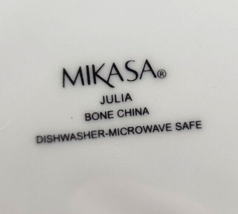 MIKASA®
JULIA
BONE CHINA
DISHWASHER-MICROWAVE SAFE